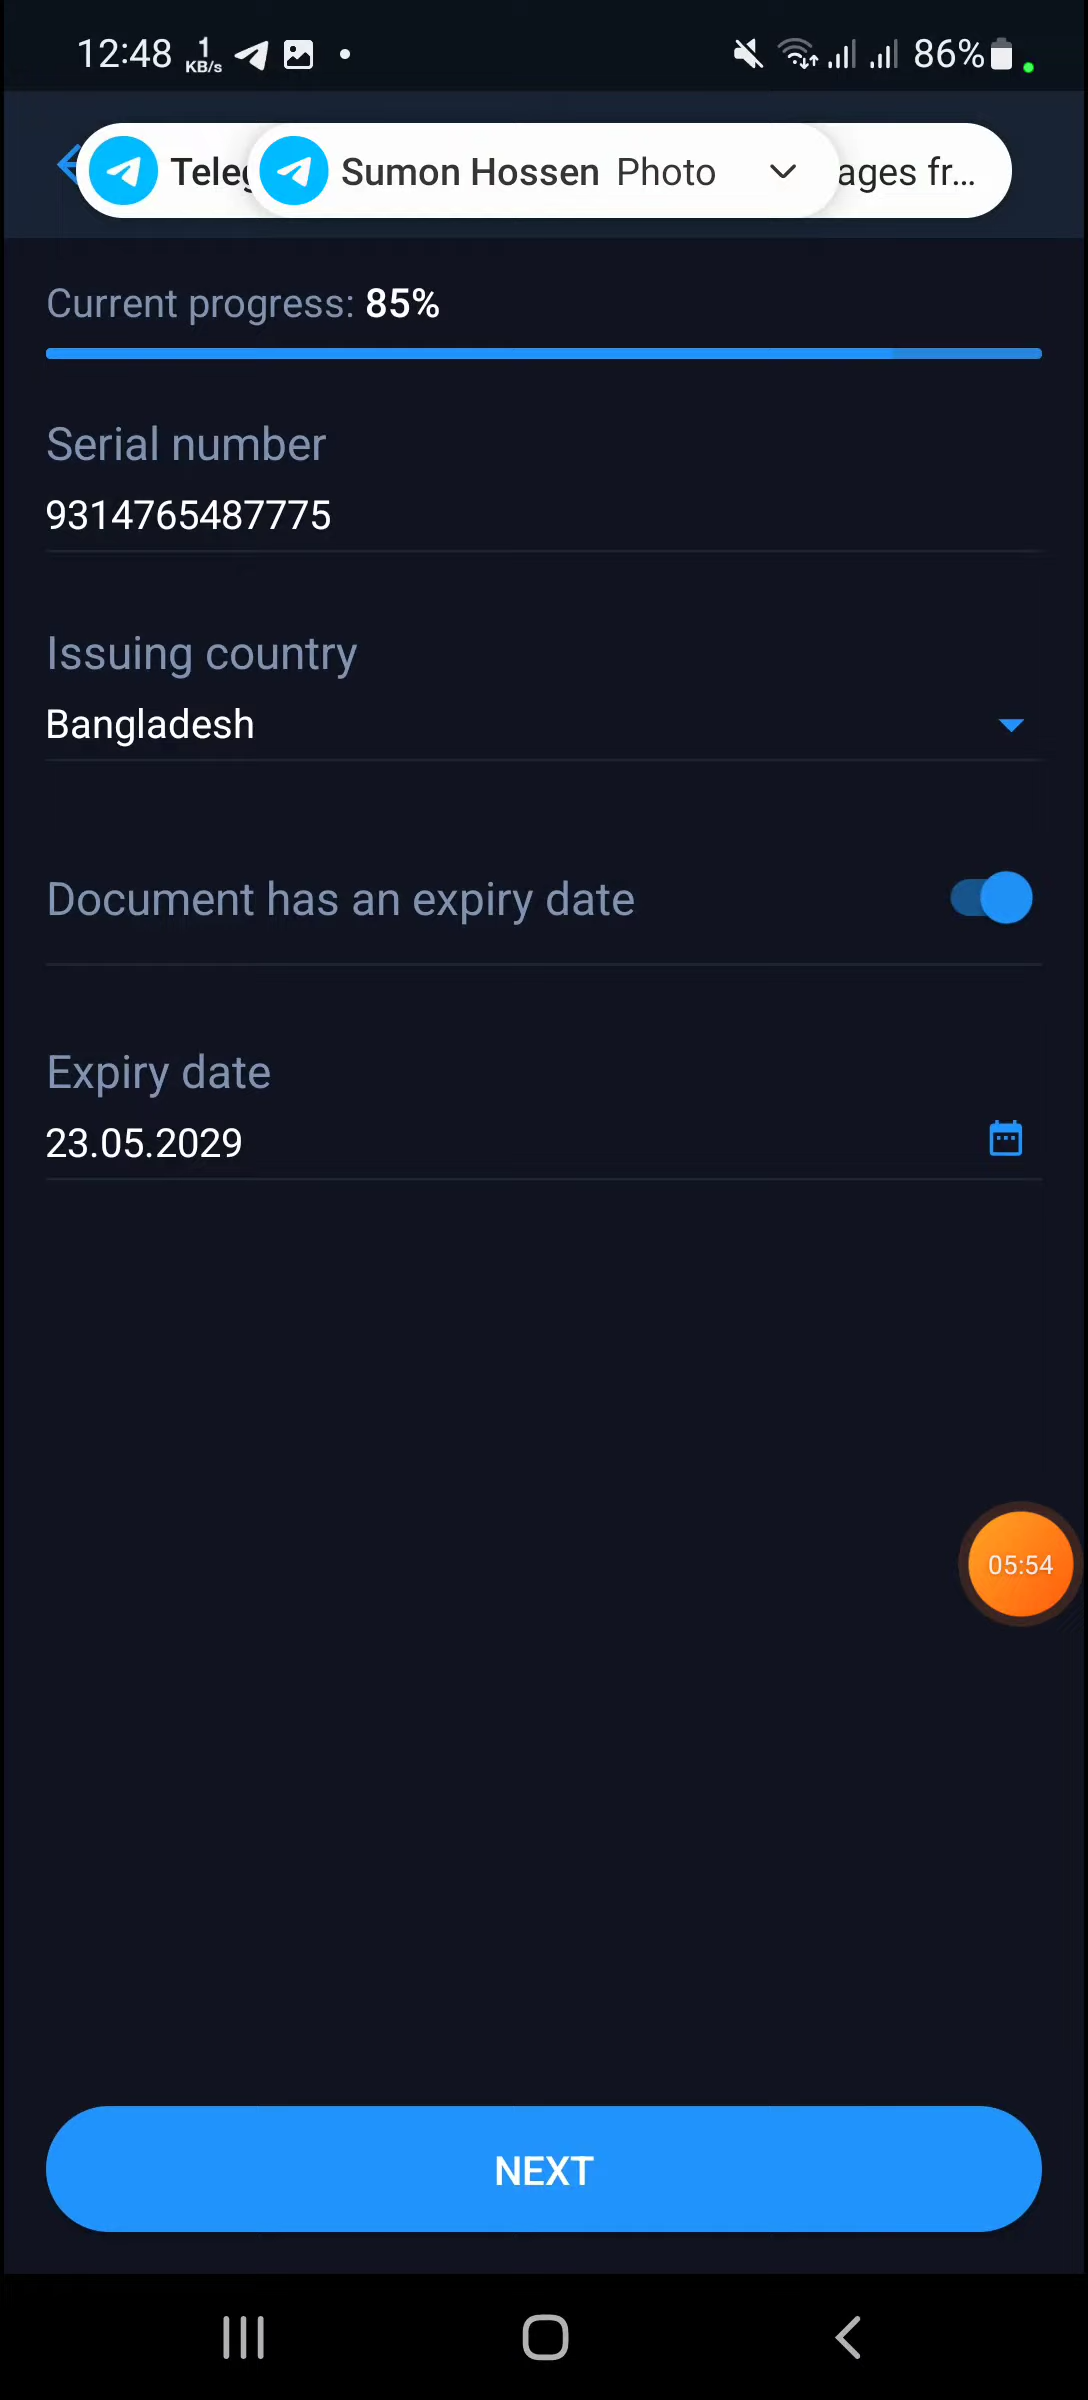 12:48 1 KB/s 86%
Sumon Hossen Photo ages fr...
Current progress: 85%
Serial number
9314765487775
Issuing country
Bangladesh
Document has an expiry date
Expiry date
23.05.2029
05:54
NEXT